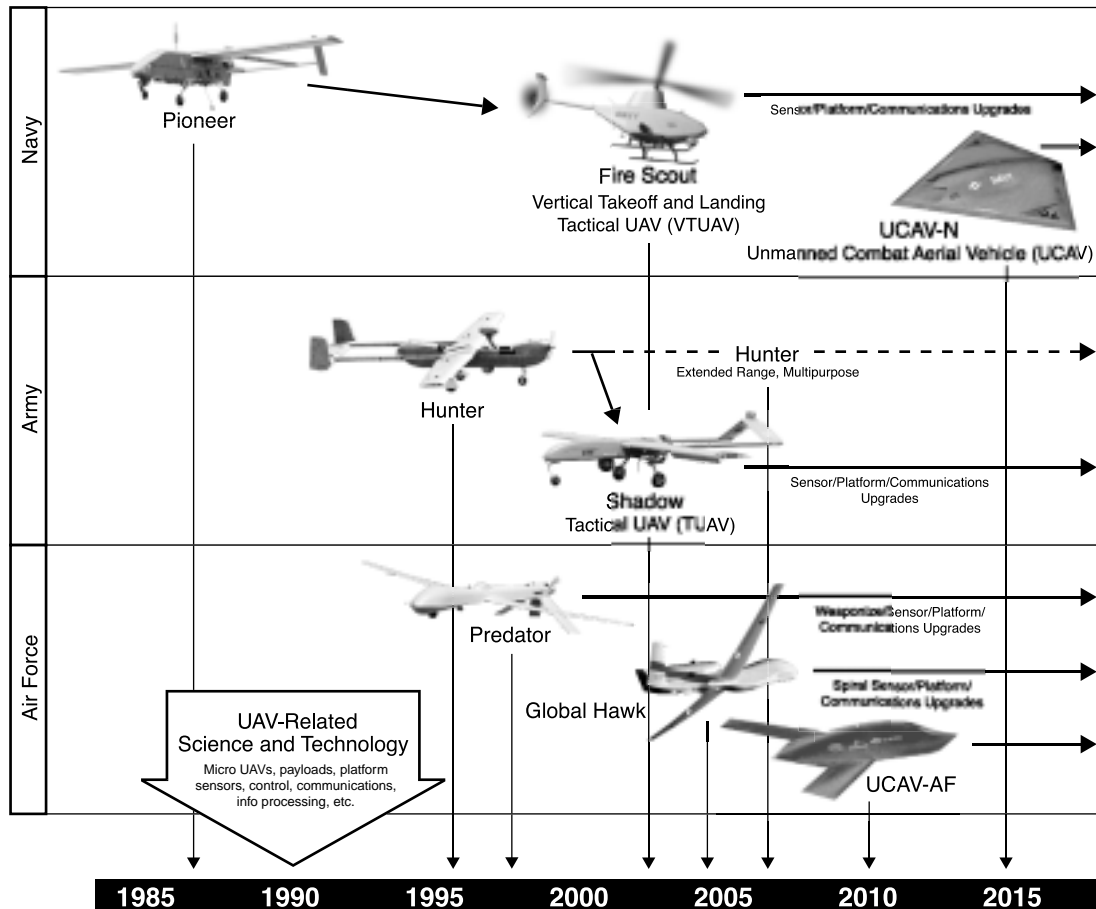 Navy
Pioneer
Fire Scout
Vertical Takeoff and Landing
Tactical UAV (VTUAV)
Sensor/Platform/Communications Upgrades
UCAV-N
Unmanned Combat Aerial Vehicle (UCAV)
Army
Hunter
Hunter
Extended Range, Multipurpose
Shadow
Tactical UAV (TUAV)
Sensor/Platform/Communications
Upgrades
Air Force
Predator
Weaponize/Sensor/Platform/
Communications Upgrades
Global Hawk
Spiral Sensor/Platform/
Communications Upgrades
UCAV-AF
UAV-Related
Science and Technology
Micro UAVs, payloads, platform
sensors, control, communications,
info processing, etc.
1985 1990 1995 2000 2005 2010 2015